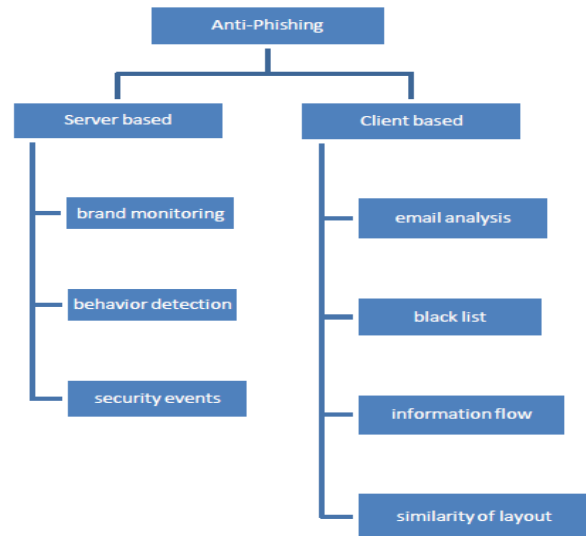 Anti-Phishing
Server based
Client based
brand monitoring
email analysis
behavior detection
black list
security events
information flow
similarity of layout